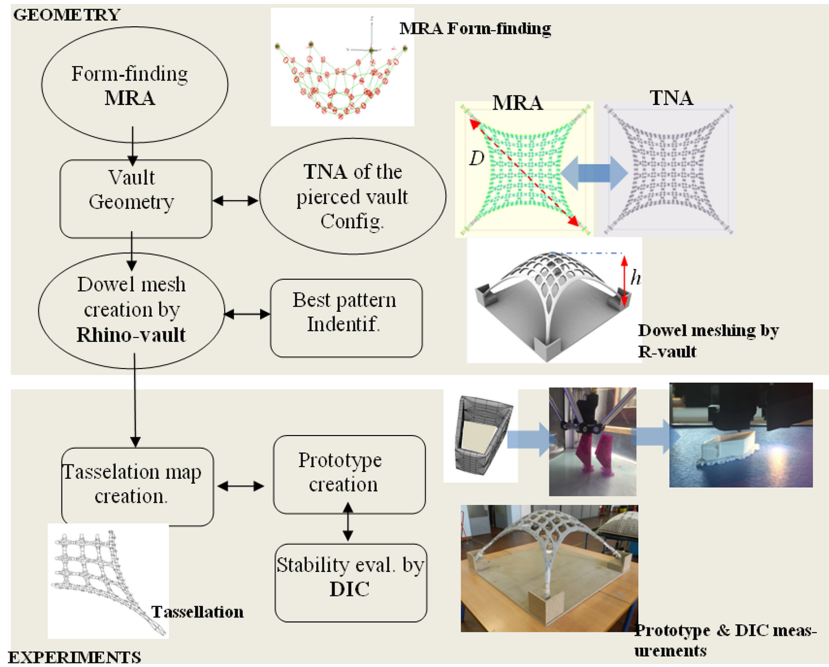 GEOMETRY
MRA Form-finding
Form-finding
MRA
MRA
TNA
D
Vault
Geometry
TNA of the
pierced vault
Config.
Dowel mesh
creation by
Rhino-vault
Best pattern
Indentif.
h
Dowel meshing by
R-vault
Tasselation map
creation.
Prototype
creation
Stability eval. by
DIC
Tassellation
Prototype & DIC meas-
urements
EXPERIMENTS